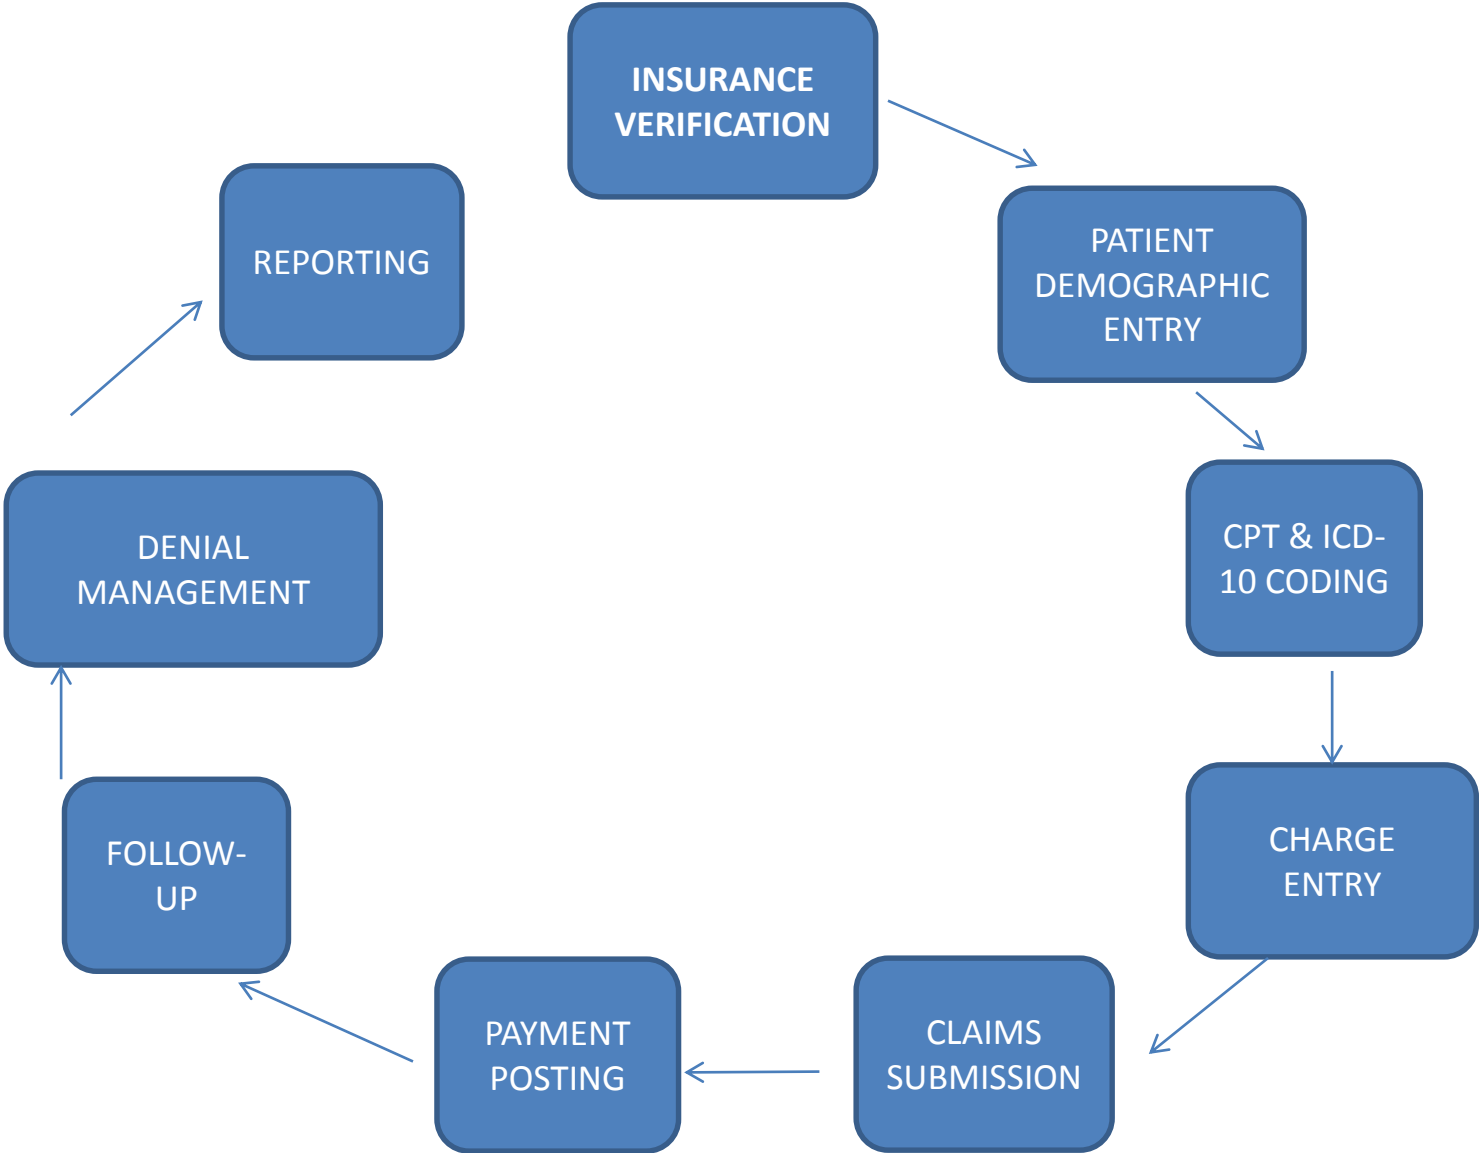 INSURANCE
VERIFICATION
PATIENT
DEMOGRAPHIC
ENTRY
CPT & ICD-
10 CODING
CHARGE
ENTRY
CLAIMS
SUBMISSION
PAYMENT
POSTING
FOLLOW-
UP
DENIAL
MANAGEMENT
REPORTING